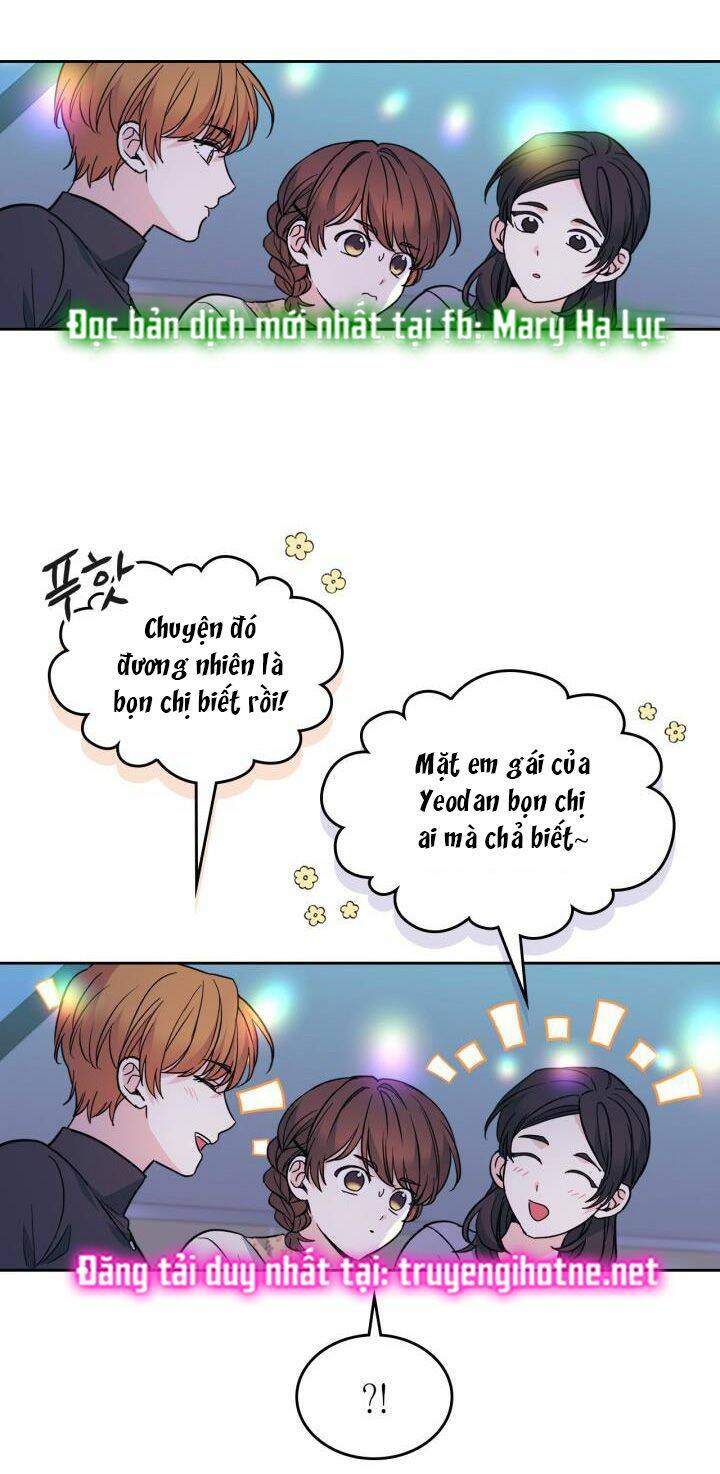 Đọc bản dịch mới nhất tại fb: Mary Hạ Lục
푸핫
Chuyện đó
đương nhiên là
bọn chị biết rồi!
Mặt em gái của
Yeodan bọn chị
ai mà chả biết~
Đăng tải duy nhất tại: truyengihotne.net
?!